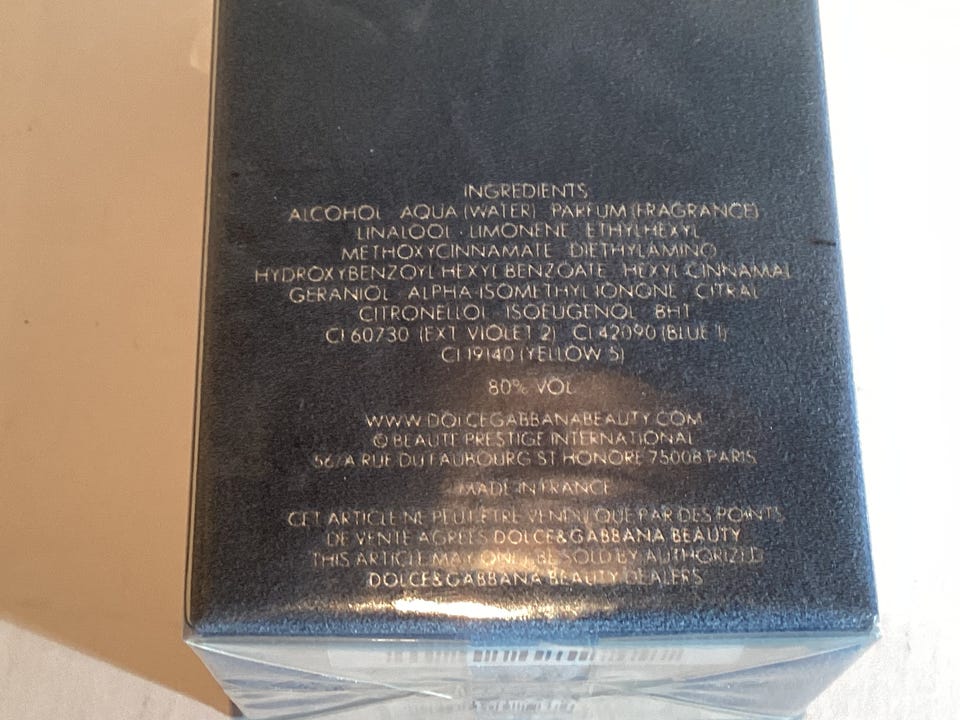 INGREDIENTS
ALCOHOL AQUA (WATER) PARFUM (FRAGRANCE)
LINALOOL · LIMONENE ETHYLHEXYL
METHOXYCINNAMATE DIETHYLAMINO
HYDROXYBENZOYL HEXYL BENZOATE HEXYL CINNAMAL
GERANIOL ALPHA-ISOMETHYL IONONE CITRAL
CITRONELLOL ISOEUGENOL BHT
CI 60730 (EXT. VIOLET 2) CI 42090 (BLUE 1)
CI 19140 (YELLOW 5)
80% VOL
WWW.DOLCEGABBANABEAUTY.COM
© BEAUTE PRESTIGE INTERNATIONAL
RUE DU FAUBOURG ST HONORE 75008 PARIS
MADE IN FRANCE
CET ARTICLE NE PEUT ETRE VENDU QUE PAR DES POINTS
DE VENTE AGREES DOLCE&GABBANA BEAUTY
THIS ARTICLE MAY ONLY BE SOLD BY AUTHORIZED
DOLCE&GABBANA BEAUTY DEALERS